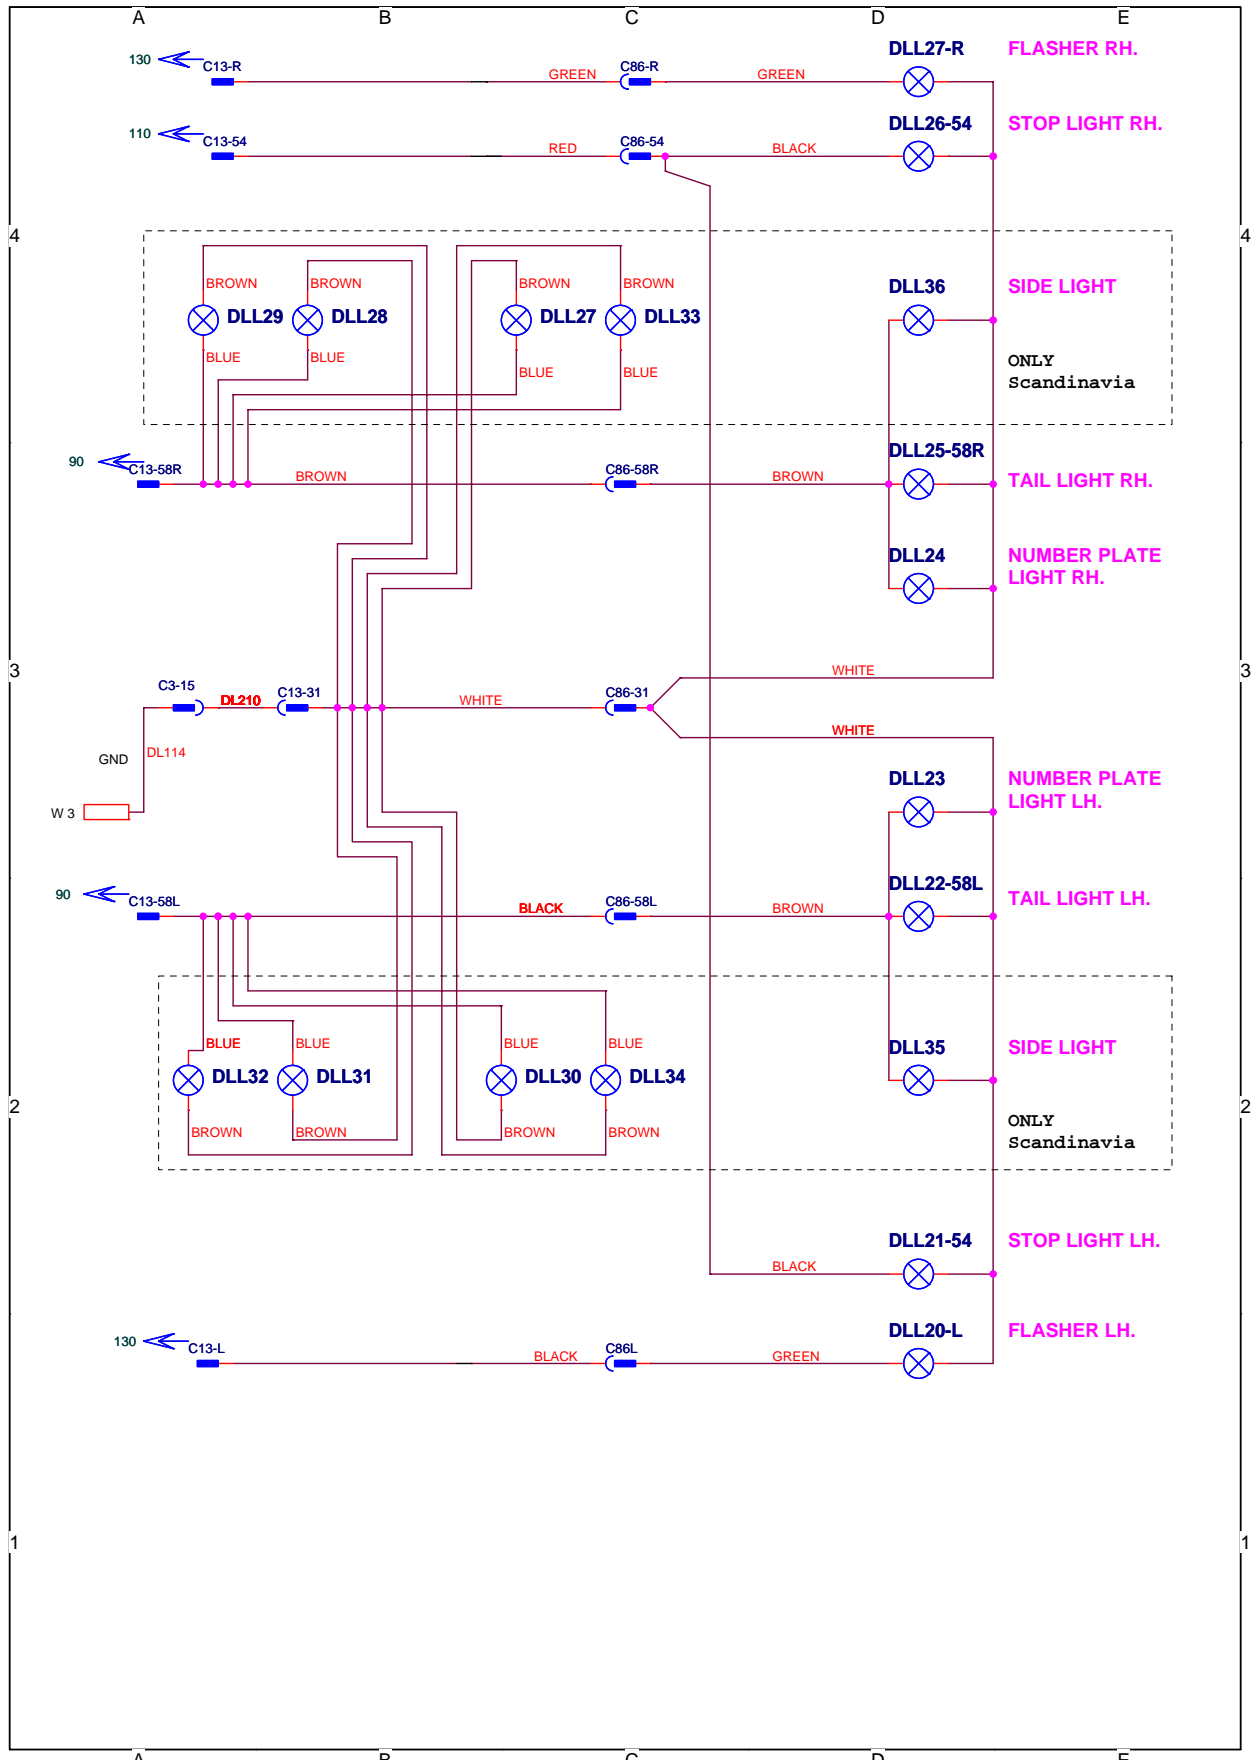 A B C D E
DLL27-R FLASHER RH.
130 C13-R C86-R
GREEN GREEN
DLL26-54 STOP LIGHT RH.
110 C13-54 C86-54
RED BLACK
4 4
BROWN BROWN BROWN BROWN DLL36 SIDE LIGHT
DLL29 DLL28 DLL27 DLL33
BLUE BLUE BLUE BLUE
ONLY
Scandinavia
DLL25-58R
90 C13-58R C86-58R
BROWN BROWN TAIL LIGHT RH.
DLL24 NUMBER PLATE
LIGHT RH.
3 3
WHITE
C3-15 DL210 C13-31 WHITE C86-31
WHITE
GND DL114
DLL23 NUMBER PLATE
LIGHT LH.
W 3
DLL22-58L
90 C13-58L C86-58L TAIL LIGHT LH.
BLACK BROWN
BLUE BLUE BLUE BLUE DLL35 SIDE LIGHT
DLL32 DLL31 DLL30 DLL34
2 2
BROWN BROWN BROWN BROWN
ONLY
Scandinavia
DLL21-54 STOP LIGHT LH.
BLACK
DLL20-L FLASHER LH.
130 C13-L C86L
BLACK GREEN
1 1
A B C D E